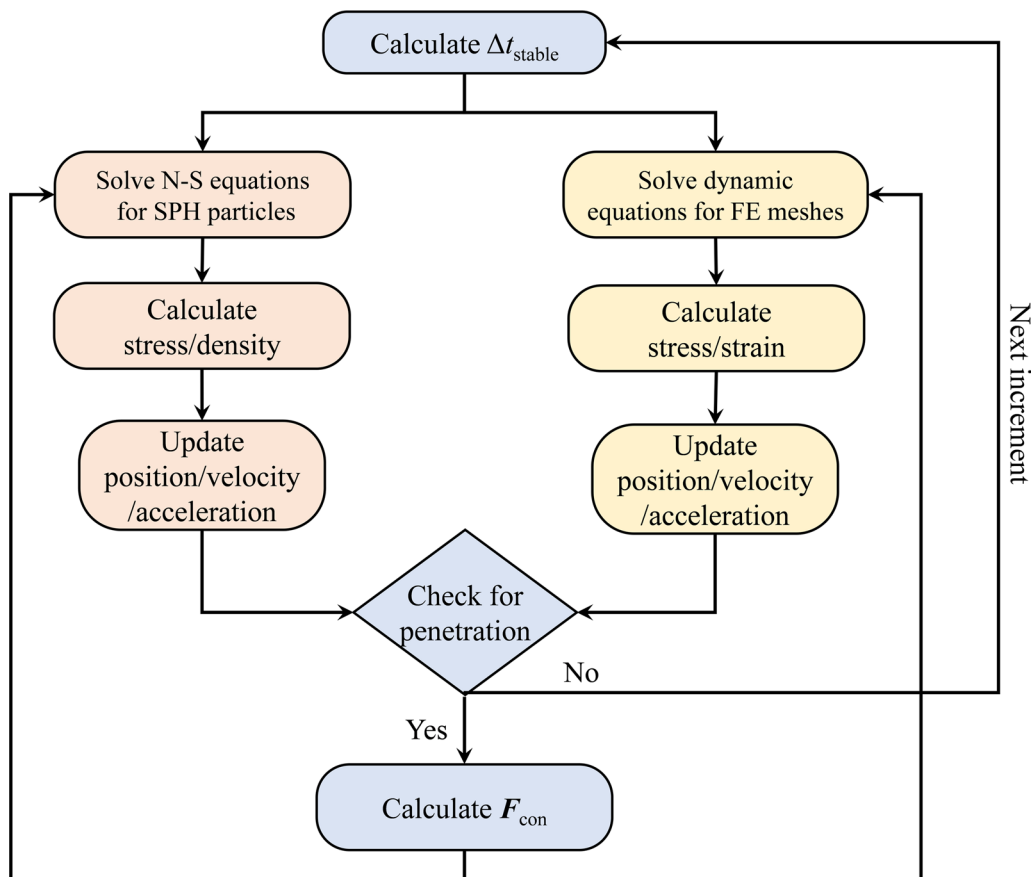 Calculate Δt_stable
Solve N-S equations
for SPH particles
Solve dynamic
equations for FE meshes
Calculate
stress/density
Calculate
stress/strain
Next increment
Update
position/velocity
/acceleration
Update
position/velocity
/acceleration
Check for
penetration
No
Yes
Calculate F_con